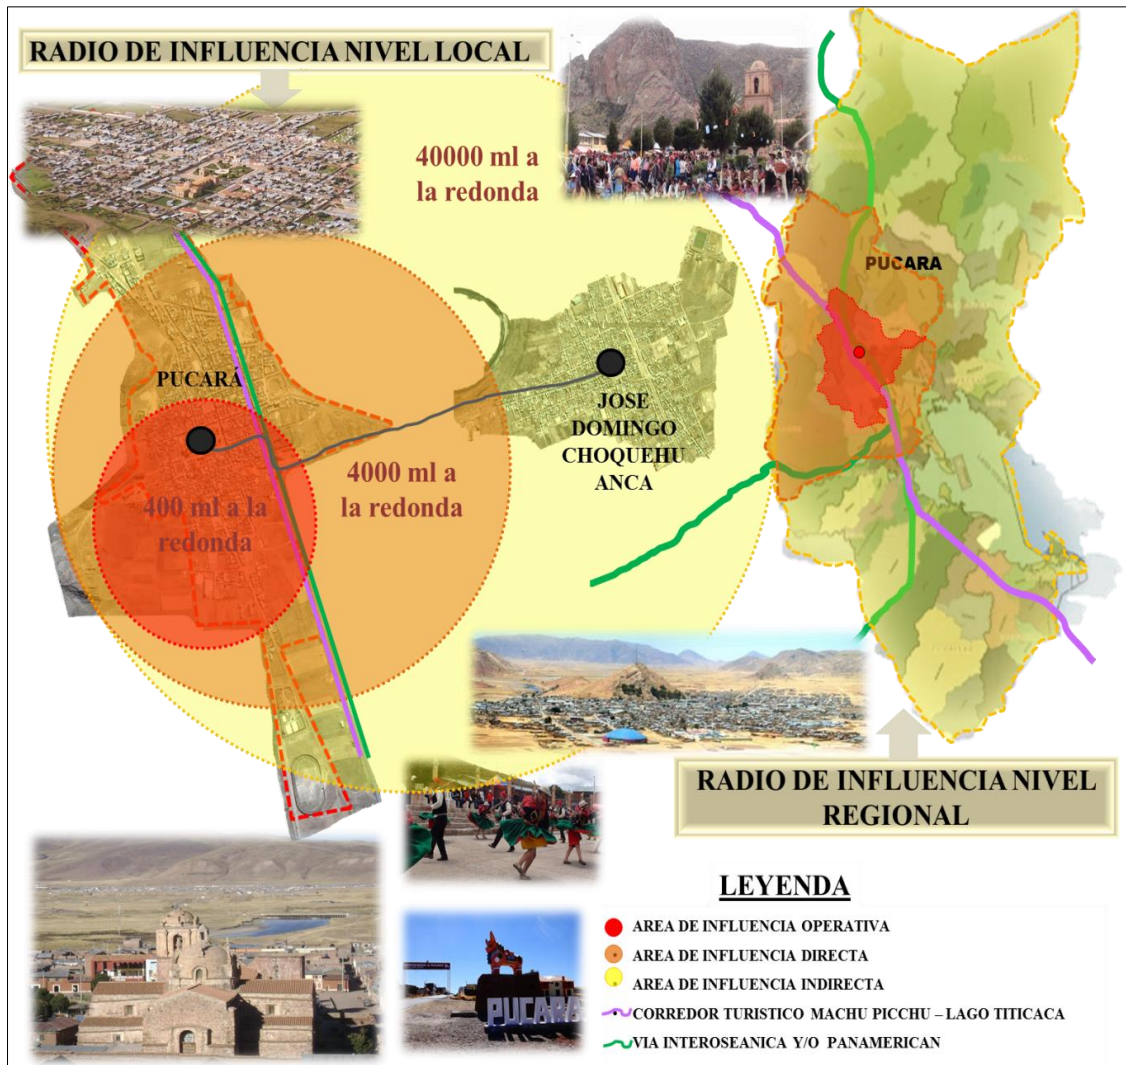 RADIO DE INFLUENCIA NIVEL LOCAL
40000 ml a
la redonda
PUCARA
PUCARÁ
JOSE
DOMINGO
CHOQUEHU
ANCA
4000 ml a
la redonda
400 ml a la
redonda
RADIO DE INFLUENCIA NIVEL
REGIONAL
PUCARA
LEYENDA
AREA DE INFLUENCIA OPERATIVA
AREA DE INFLUENCIA DIRECTA
AREA DE INFLUENCIA INDIRECTA
CORREDOR TURISTICO MACHU PICCHU – LAGO TITICACA
VIA INTEROSEANICA Y/O PANAMERICAN